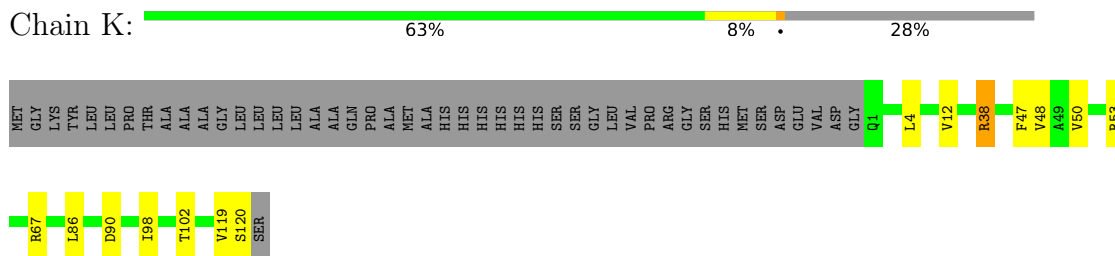 Chain K:
63% 8% • 28%
MET GLY LYS TYR LEU LEU PRO THR ALA ALA ALA GLY LEU LEU LEU LEU ALA ALA GLN PRO ALA MET ALA HIS HIS HIS HIS HIS HIS SER SER GLY LEU VAL PRO ARG GLY SER HIS MET SER ASP GLU VAL ASP GLY Q1 L4 V12 R38 F47 V48 A49 V50
R67 L86 D90 I98 T102 V119 S120 SER